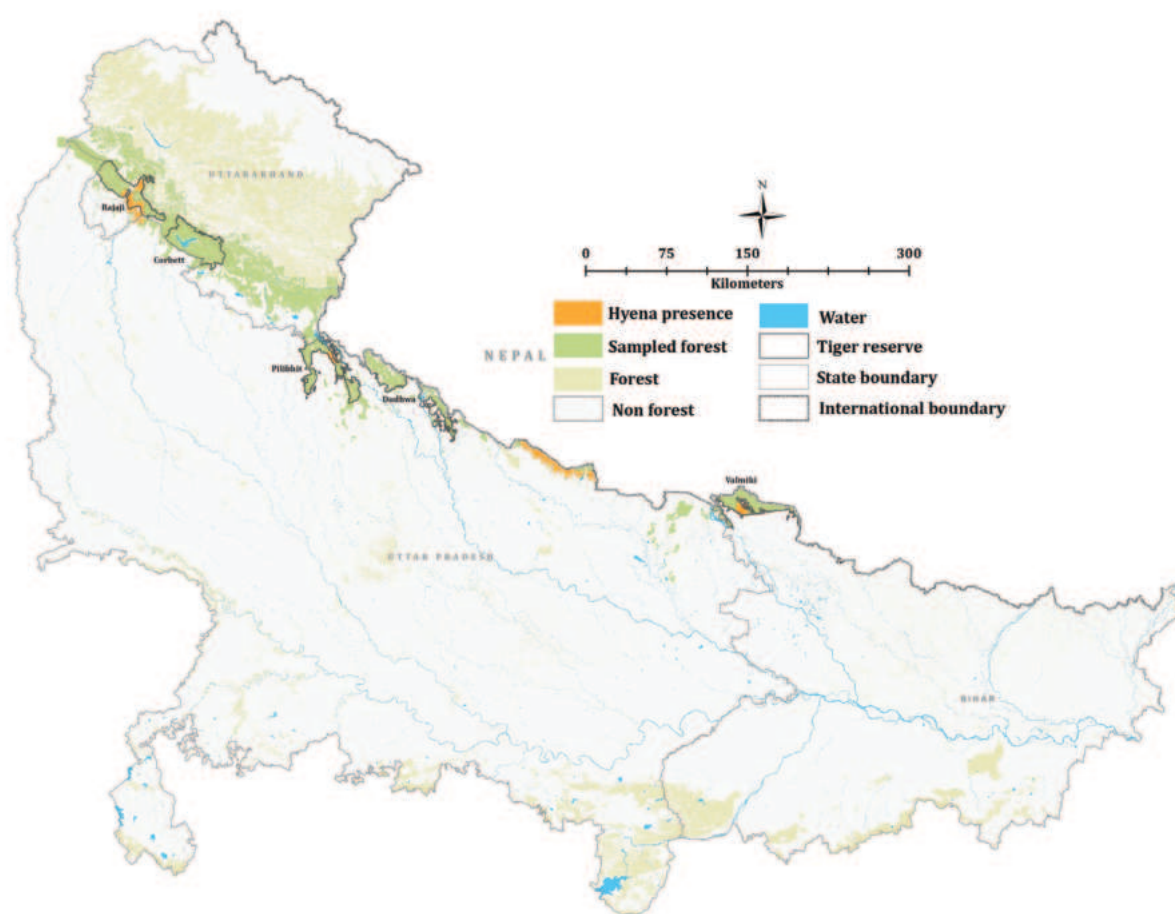 UTTARAKHAND
N
Rajaji
Corbett
0 75 150 300
Kilometers
Hyena presence
Water
Sampled forest
Tiger reserve
Forest
State boundary
Non forest
International boundary
NEPAL
Pilibhit
Dudhwa
Valmiki
UTTAR PRADESH
BIHAR